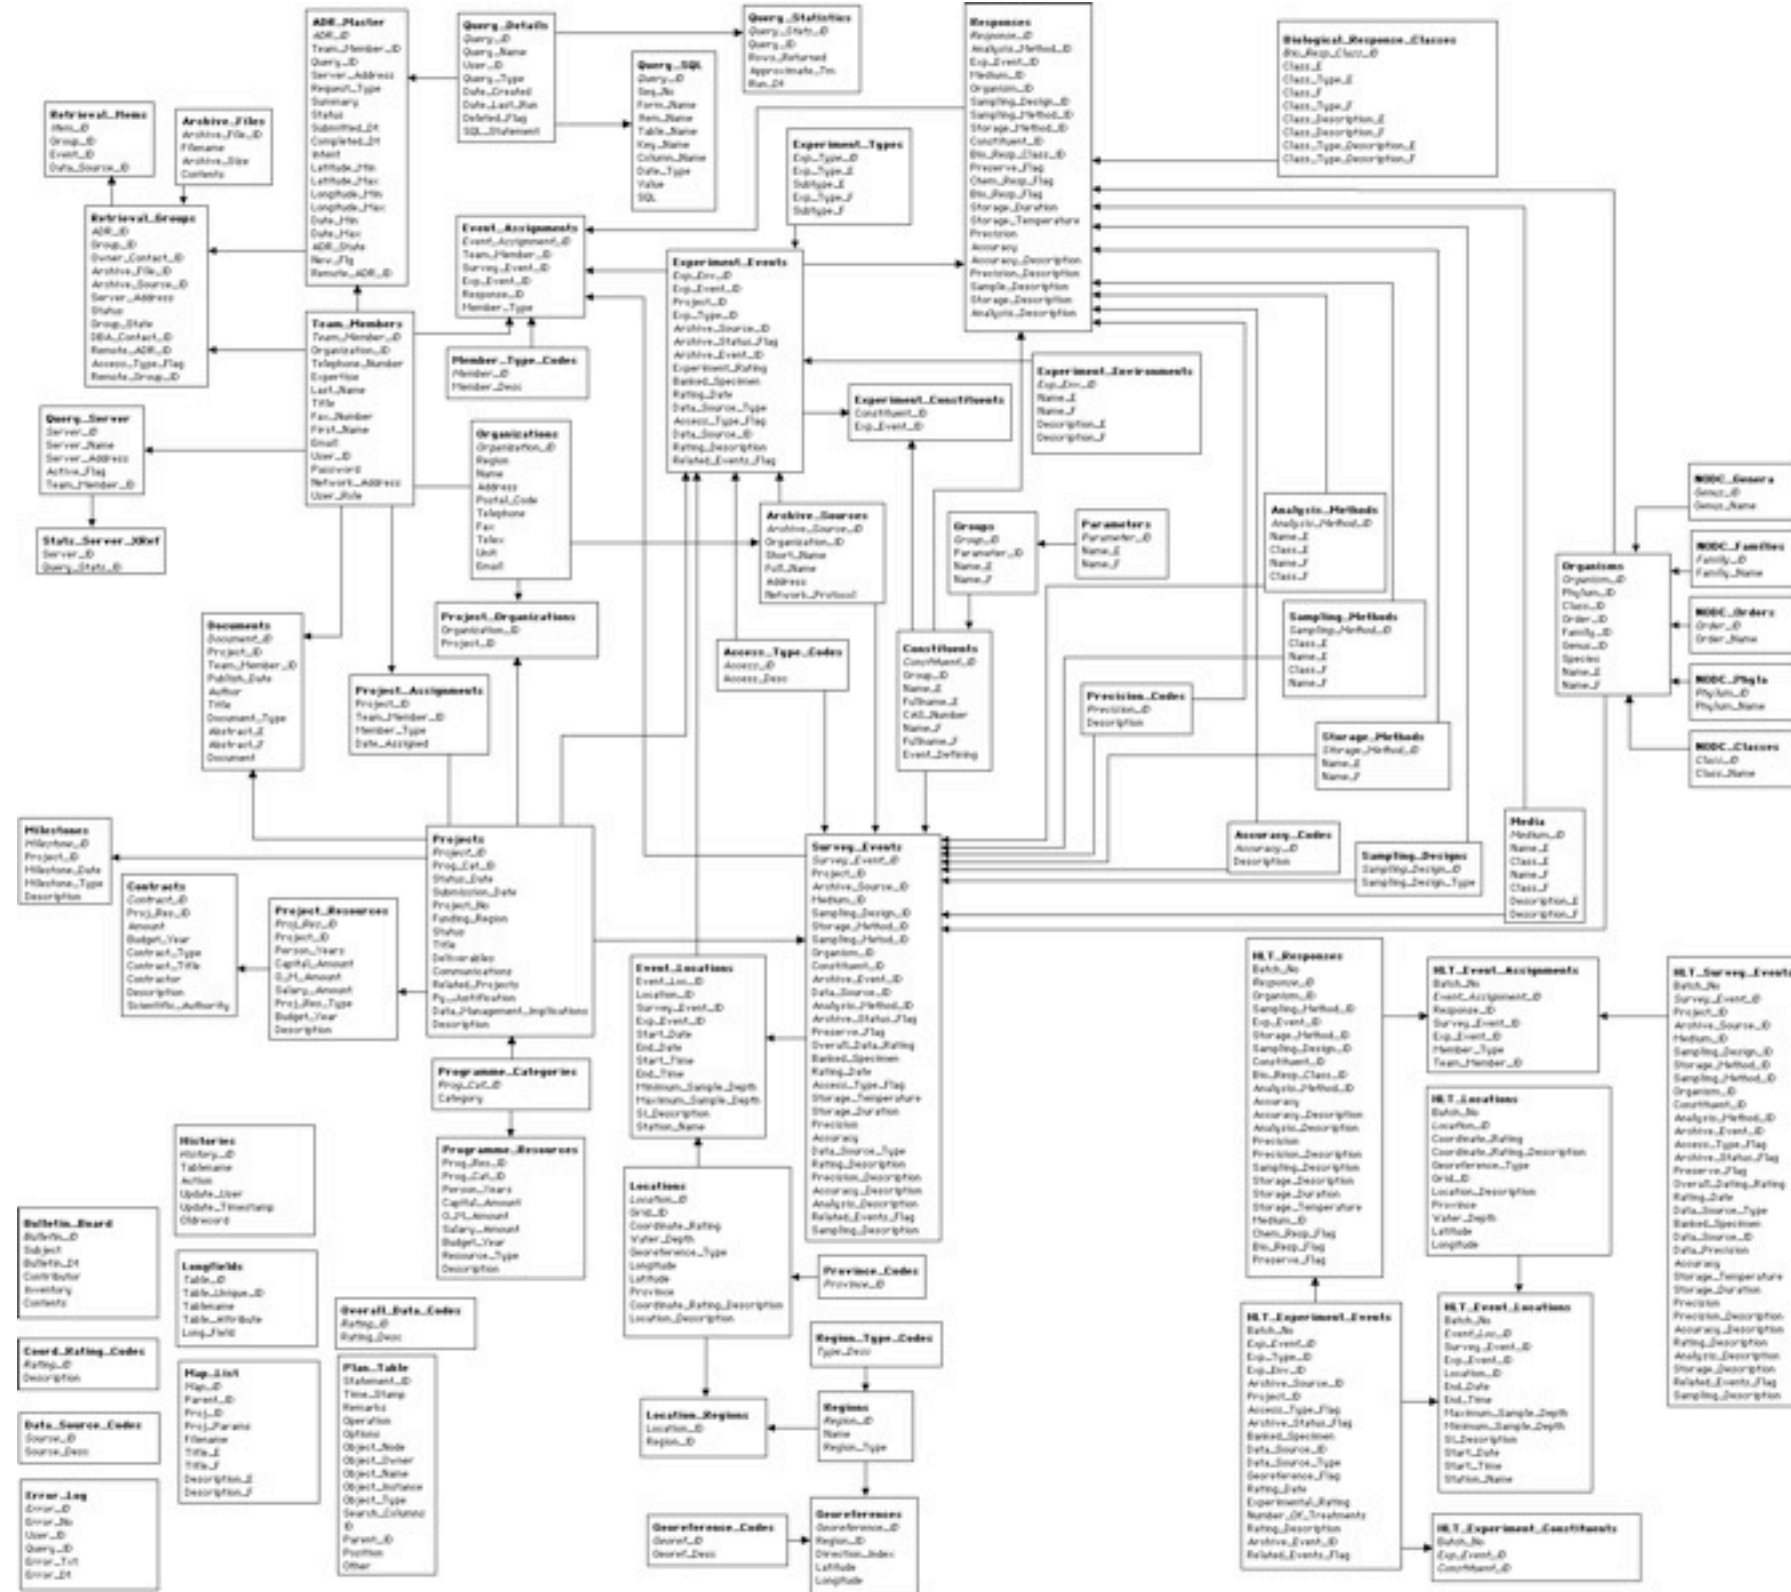 ADR_Master
ADR_ID
Team_Member_ID
Query_ID
Server_Address
Request_Type
Summary
Status
Submitted_Dt
Completed_Dt
Intent
Latitude_Min
Latitude_Max
Longitude_Min
Longitude_Max
Date_Min
Date_Max
ADR_State
New_Flg
Remote_ADR_ID
Query_Details
Query_ID
Query_Name
User_ID
Query_Type
Date_Created
Date_Last_Run
Deleted_Flag
SQL_Statement
Query_Statistics
Query_Stats_ID
Query_ID
Rows_Returned
Approximate_Tm
Run_Dt
Query_SQL
Query_ID
Seq_No
Form_Name
Item_Name
Table_Name
Key_Name
Column_Name
Date_Type
Value
SQL
Responses
Response_ID
Analysis_Method_ID
Exp_Event_ID
Medium_ID
Organism_ID
Sampling_Design_ID
Sampling_Method_ID
Storage_Method_ID
Constituent_ID
Bio_Resp_Class_ID
Preserve_Flag
Chem_Resp_Flag
Bio_Resp_Flag
Storage_Duration
Storage_Temperature
Precision
Accuracy
Accuracy_Description
Precision_Description
Sample_Description
Storage_Description
Analysis_Description
Biological_Response_Classes
Bio_Resp_Class_ID
Class_E
Class_Type_E
Class_F
Class_Type_F
Class_Description_E
Class_Description_F
Class_Type_Description_E
Class_Type_Description_F
Retrieval_Items
Item_ID
Group_ID
Event_ID
Data_Source_ID
Archive_Files
Archive_File_ID
Filename
Archive_Size
Contents
Experiment_Types
Exp_Type_ID
Exp_Type_E
Subtype_E
Exp_Type_F
Subtype_F
Retrieval_Groups
ADR_ID
Group_ID
Owner_Contact_ID
Archive_File_ID
Archive_Source_ID
Server_Address
Status
Group_State
DBA_Contact_ID
Remote_ADR_ID
Access_Type_Flag
Remote_Group_ID
Event_Assignments
Event_Assignment_ID
Team_Member_ID
Survey_Event_ID
Exp_Event_ID
Response_ID
Member_Type
Experiment_Events
Exp_Env_ID
Exp_Event_ID
Project_ID
Exp_Type_ID
Archive_Source_ID
Archive_Status_Flag
Archive_Event_ID
Experiment_Rating
Banked_Specimen
Rating_Date
Data_Source_Type
Access_Type_Flag
Data_Source_ID
Rating_Description
Related_Events_Flag
Team_Members
Team_Member_ID
Organization_ID
Telephone_Number
Expertise
Last_Name
Title
Fax_Number
First_Name
Email
User_ID
Password
Network_Address
User_Role
Member_Type_Codes
Member_ID
Member_Desc
Experiment_Environments
Exp_Env_ID
Name_E
Name_F
Description_E
Description_F
Experiment_Constituents
Constituent_ID
Exp_Event_ID
Query_Server
Server_ID
Server_Name
Server_Address
Active_Flag
Team_Member_ID
Organizations
Organization_ID
Region
Name
Address
Postal_Code
Telephone
Fax
Telex
Unit
Email
Stats_Server_XRef
Server_ID
Query_Stats_ID
Archive_Sources
Archive_Source_ID
Organization_ID
Short_Name
Full_Name
Address
Network_Protocol
Groups
Group_ID
Parameter_ID
Name_E
Name_F
Parameters
Parameter_ID
Name_E
Name_F
Analysis_Methods
Analysis_Method_ID
Name_E
Class_E
Name_F
Class_F
NODC_Genera
Genus_ID
Genus_Name
NODC_Families
Family_ID
Family_Name
Organisms
Organism_ID
Phylum_ID
Class_ID
Order_ID
Family_ID
Genus_ID
Species
Name_E
Name_F
NODC_Orders
Order_ID
Order_Name
NODC_Phyla
Phylum_ID
Phylum_Name
NODC_Classes
Class_ID
Class_Name
Documents
Document_ID
Project_ID
Team_Member_ID
Publish_Date
Author
Title
Document_Type
Abstract_E
Abstract_F
Document
Project_Organizations
Organization_ID
Project_ID
Project_Assignments
Project_ID
Team_Member_ID
Member_Type
Date_Assigned
Access_Type_Codes
Access_ID
Access_Desc
Constituents
Constituent_ID
Group_ID
Name_E
Fullname_E
CAS_Number
Name_F
Fullname_F
Event_Defining
Sampling_Methods
Sampling_Method_ID
Class_E
Name_E
Class_F
Name_F
Precision_Codes
Precision_ID
Description
Storage_Methods
Storage_Method_ID
Name_E
Name_F
Media
Medium_ID
Name_E
Class_E
Name_F
Class_F
Description_E
Description_F
Accuracy_Codes
Accuracy_ID
Description
Sampling_Designs
Sampling_Design_ID
Sampling_Design_Type
Milestones
Milestone_ID
Project_ID
Milestone_Date
Milestone_Type
Description
Contracts
Contract_ID
Proj_Res_ID
Amount
Budget_Year
Contract_Type
Contract_Title
Contractor
Description
Scientific_Authority
Project_Resources
Proj_Res_ID
Project_ID
Person_Years
Capital_Amount
O_M_Amount
Salary_Amount
Proj_Res_Type
Budget_Year
Description
Projects
Project_ID
Prog_Cat_ID
Status_Date
Submission_Date
Project_No
Funding_Region
Status
Title
Deliverables
Communications
Related_Projects
Py_Justification
Data_Management_Implications
Description
Survey_Events
Survey_Event_ID
Project_ID
Archive_Source_ID
Medium_ID
Sampling_Design_ID
Storage_Method_ID
Sampling_Metod_ID
Organism_ID
Constituent_ID
Archive_Event_ID
Data_Source_ID
Analysis_Method_ID
Archive_Status_Flag
Preserve_Flag
Overall_Data_Rating
Banked_Specimen
Rating_Date
Access_Type_Flag
Storage_Temperature
Storage_Duration
Precision
Accuracy
Data_Source_Type
Rating_Description
Precision_Description
Accuracy_Description
Analysis_Description
Related_Events_Flag
Sampling_Description
Event_Locations
Event_Loc_ID
Location_ID
Survey_Event_ID
Exp_Event_ID
Start_Date
End_Date
Start_Time
End_Time
Minimum_Sample_Depth
Maximum_Sample_Depth
Sl_Description
Station_Name
Programme_Categories
Prog_Cat_ID
Category
Programme_Resources
Prog_Res_ID
Prog_Cat_ID
Person_Years
Capital_Amount
O_M_Amount
Salary_Amount
Budget_Year
Resource_Type
Description
Locations
Location_ID
Grid_ID
Coordinate_Rating
Water_Depth
Georeference_Type
Longitude
Latitude
Province
Coordinate_Rating_Description
Location_Description
Province_Codes
Province_ID
Region_Type_Codes
Type_Desc
Location_Regions
Location_ID
Region_ID
Regions
Region_ID
Name
Region_Type
Georeference_Codes
Georef_ID
Georef_Desc
Georeferences
Georeference_ID
Region_ID
Direction_Index
Latitude
Longitude
Histories
History_ID
Tablename
Action
Update_User
Update_Timestamp
Oldrecord
Bulletin_Board
Bulletin_ID
Subject
Bulletin_Dt
Contributor
Inventory
Contents
Longfields
Table_ID
Table_Unique_ID
Tablename
Table_Attribute
Long_Field
Overall_Data_Codes
Rating_ID
Rating_Desc
Coord_Rating_Codes
Rating_ID
Description
Map_List
Map_ID
Parent_ID
Proj_ID
Proj_Params
Filename
Title_E
Title_F
Description_E
Description_F
Plan_Table
Statement_ID
Time_Stamp
Remarks
Operation
Options
Object_Node
Object_Owner
Object_Name
Object_Instance
Object_Type
Search_Columns
ID
Parent_ID
Position
Other
Data_Source_Codes
Source_ID
Source_Desc
Error_Log
Error_ID
Error_No
User_ID
Query_ID
Error_Txt
Error_Dt
HLT_Responses
Batch_No
Response_ID
Organism_ID
Sampling_Method_ID
Exp_Event_ID
Storage_Method_ID
Sampling_Design_ID
Constituent_ID
Bio_Resp_Class_ID
Analysis_Method_ID
Accuracy
Accuracy_Description
Analysis_Description
Precision
Precision_Description
Sampling_Description
Storage_Description
Storage_Duration
Storage_Temperature
Medium_ID
Chem_Resp_Flag
Bio_Resp_Flag
Preserve_Flag
HLT_Event_Assignments
Batch_No
Event_Assignment_ID
Response_ID
Survey_Event_ID
Exp_Event_ID
Member_Type
Team_Member_ID
HLT_Survey_Events
Batch_No
Survey_Event_ID
Project_ID
Archive_Source_ID
Medium_ID
Sampling_Design_ID
Storage_Method_ID
Sampling_Method_ID
Organism_ID
Constituent_ID
Analysis_Method_ID
Archive_Event_ID
Access_Type_Flag
Archive_Status_Flag
Preserve_Flag
Overall_Dating_Rating
Rating_Date
Data_Source_Type
Banked_Specimen
Data_Source_ID
Data_Precision
Accuracy
Storage_Temperature
Storage_Duration
Precision
Precision_Description
Accuracy_Description
Rating_Description
Analysis_Description
Storage_Description
Related_Events_Flag
Sampling_Description
HLT_Locations
Batch_No
Location_ID
Coordinate_Rating
Coordinate_Rating_Description
Georeference_Type
Grid_ID
Location_Description
Province
Water_Depth
Latitude
Longitude
HLT_Experiment_Events
Batch_No
Exp_Event_ID
Exp_Type_ID
Exp_Env_ID
Archive_Source_ID
Project_ID
Access_Type_Flag
Archive_Status_Flag
Banked_Specimen
Data_Source_ID
Data_Source_Type
Georeference_Flag
Rating_Date
Experimental_Rating
Number_Of_Treatments
Rating_Description
Archive_Event_ID
Related_Events_Flag
HLT_Event_Locations
Batch_No
Event_Loc_ID
Survey_Event_ID
Exp_Event_ID
Location_ID
End_Date
End_Time
Maximum_Sample_Depth
Minimum_Sample_Depth
Sl_Description
Start_Date
Start_Time
Station_Name
HLT_Experiment_Constituents
Batch_No
Exp_Event_ID
Constituent_ID